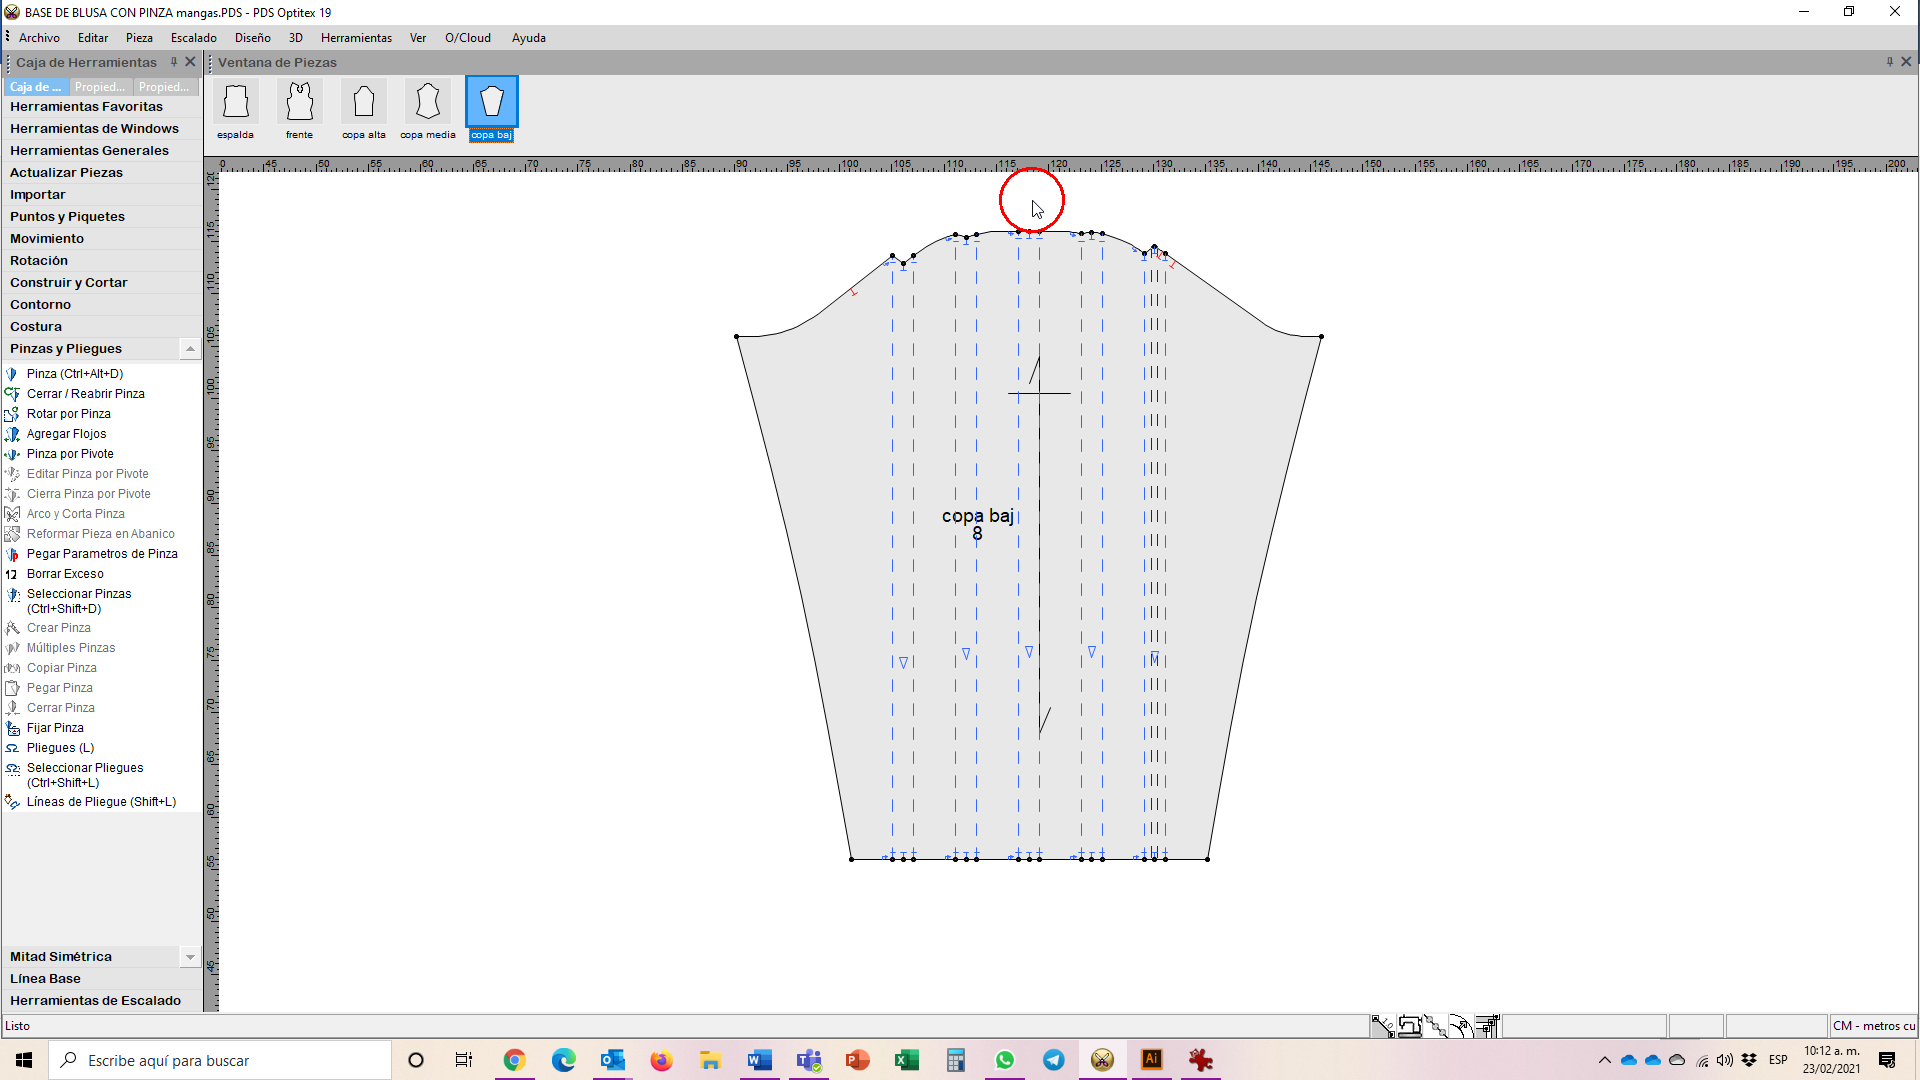 BASE DE BLUSA CON PINZA mangas.PDS - PDS Optitex 19
Archivo Editar Pieza Escalado Diseño 3D Herramientas Ver O/Cloud Ayuda
Caja de Herramientas
Ventana de Piezas
Caja de ... Propied... Propied...
espalda frente copa alta copa media copa baj
Herramientas Favoritas
Herramientas de Windows
Herramientas Generales
Actualizar Piezas
Importar
Puntos y Piquetes
Movimiento
Rotación
Construir y Cortar
Contorno
Costura
Pinzas y Pliegues
Pinza (Ctrl+Alt+D)
Cerrar / Reabrir Pinza
Rotar por Pinza
Agregar Flojos
Pinza por Pivote
Editar Pinza por Pivote
Cierra Pinza por Pivote
Arco y Corta Pinza
Reformar Pieza en Abanico
Pegar Parametros de Pinza
Borrar Exceso
Seleccionar Pinzas
(Ctrl+Shift+D)
Crear Pinza
Múltiples Pinzas
Copiar Pinza
Pegar Pinza
Cerrar Pinza
Fijar Pinza
Pliegues (L)
Seleccionar Pliegues
(Ctrl+Shift+L)
Líneas de Pliegue (Shift+L)
Mitad Simétrica
Línea Base
Herramientas de Escalado
0 45 50 55 60 65 70 75 80 85 90 95 100 105 110 115 120 125 130 135 140 145 150 155 160 165 170 175 180 185 190 195 200
120
115
110
105
100
95
90
85
80
75
70
65
60
55
50
45
copa baj
8
Listo
CM - metros cu
Escribe aquí para buscar
ESP
10:12 a. m.
23/02/2021